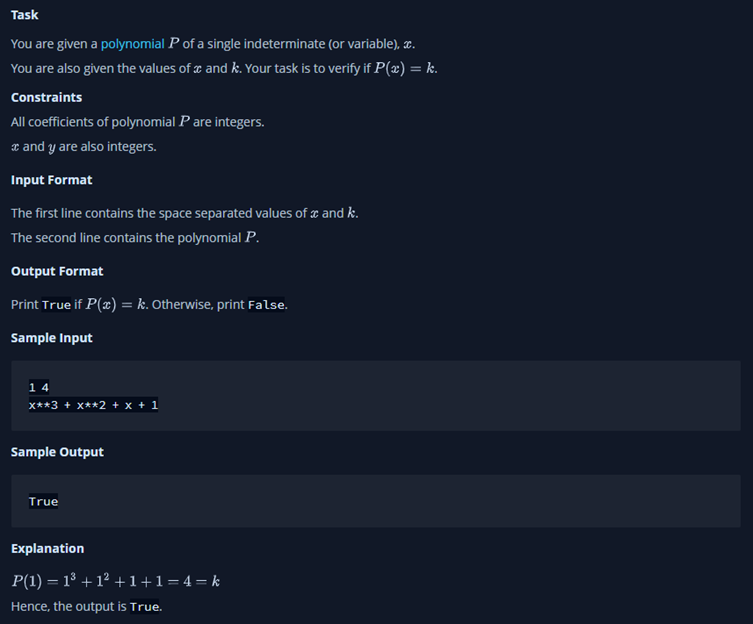 Task
You are given a polynomial P of a single indeterminate (or variable), x.
You are also given the values of x and k. Your task is to verify if P(x) = k.
Constraints
All coefficients of polynomial P are integers.
x and y are also integers.
Input Format
The first line contains the space separated values of x and k.
The second line contains the polynomial P.
Output Format
Print True if P(x) = k. Otherwise, print False.
Sample Input
1 4
x**3 + x**2 + x + 1
Sample Output
True
Explanation
P(1) = 1³ + 1² + 1 + 1 = 4 = k
Hence, the output is True.